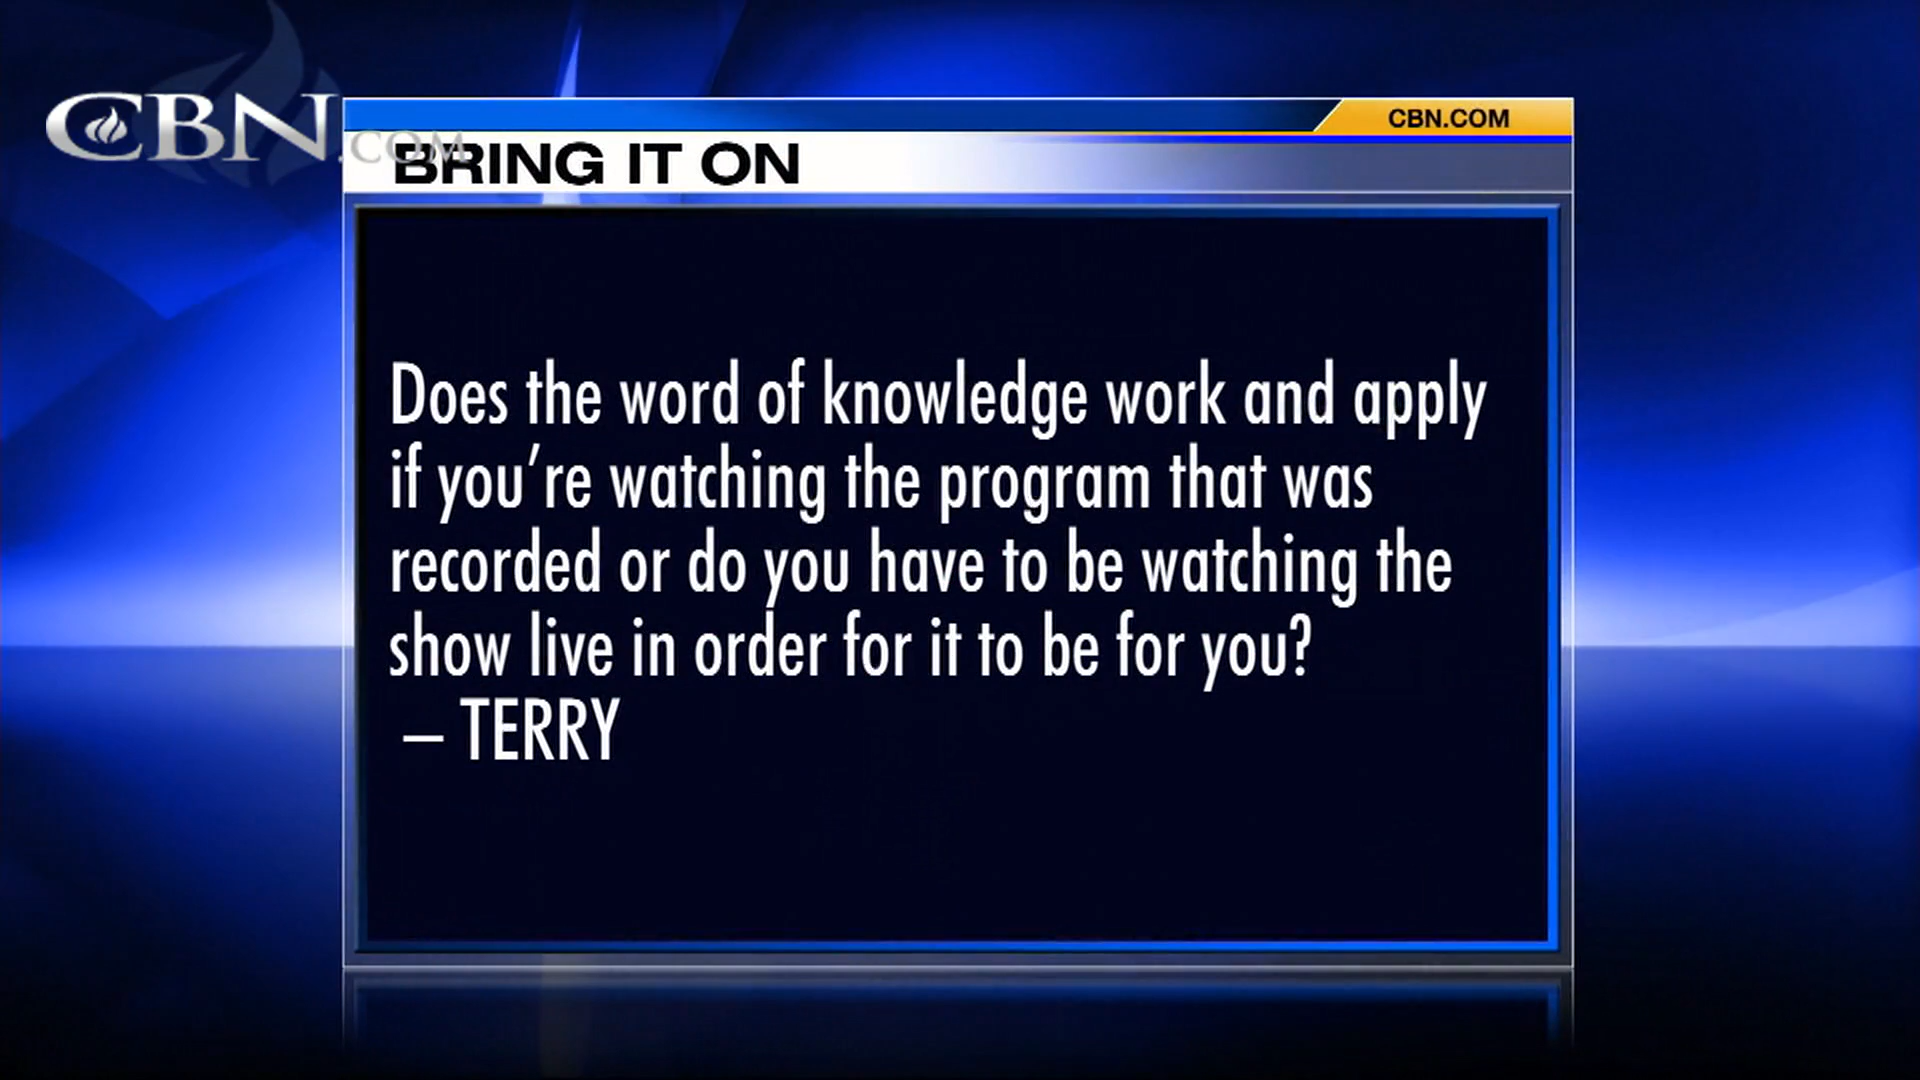 CBN.COM
CBN.COM
BRING IT ON
Does the word of knowledge work and apply
if you’re watching the program that was
recorded or do you have to be watching the
show live in order for it to be for you?
– TERRY